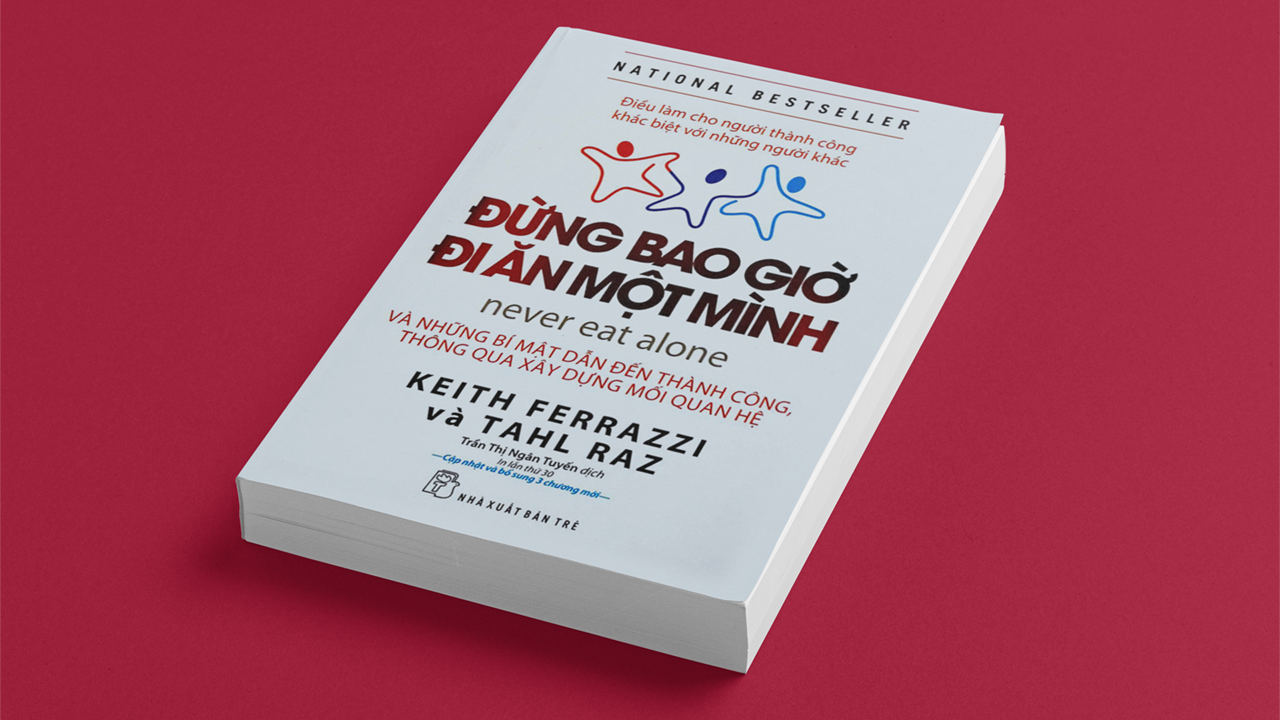 NATIONAL BESTSELLER
Điều làm cho người thành công
khác biệt với những người khác
ĐỪNG BAO GIỜ
ĐI ĂN MỘT MÌNH
never eat alone
VÀ NHỮNG BÍ MẬT DẪN ĐẾN THÀNH CÔNG,
THÔNG QUA XÂY DỰNG MỐI QUAN HỆ
KEITH FERRAZZI
và TAHL RAZ
Trần Thị Ngân Tuyến dịch
In lần thứ 30
—Cập nhật và bổ sung 3 chương mới—
NHÀ XUẤT BẢN TRẺ